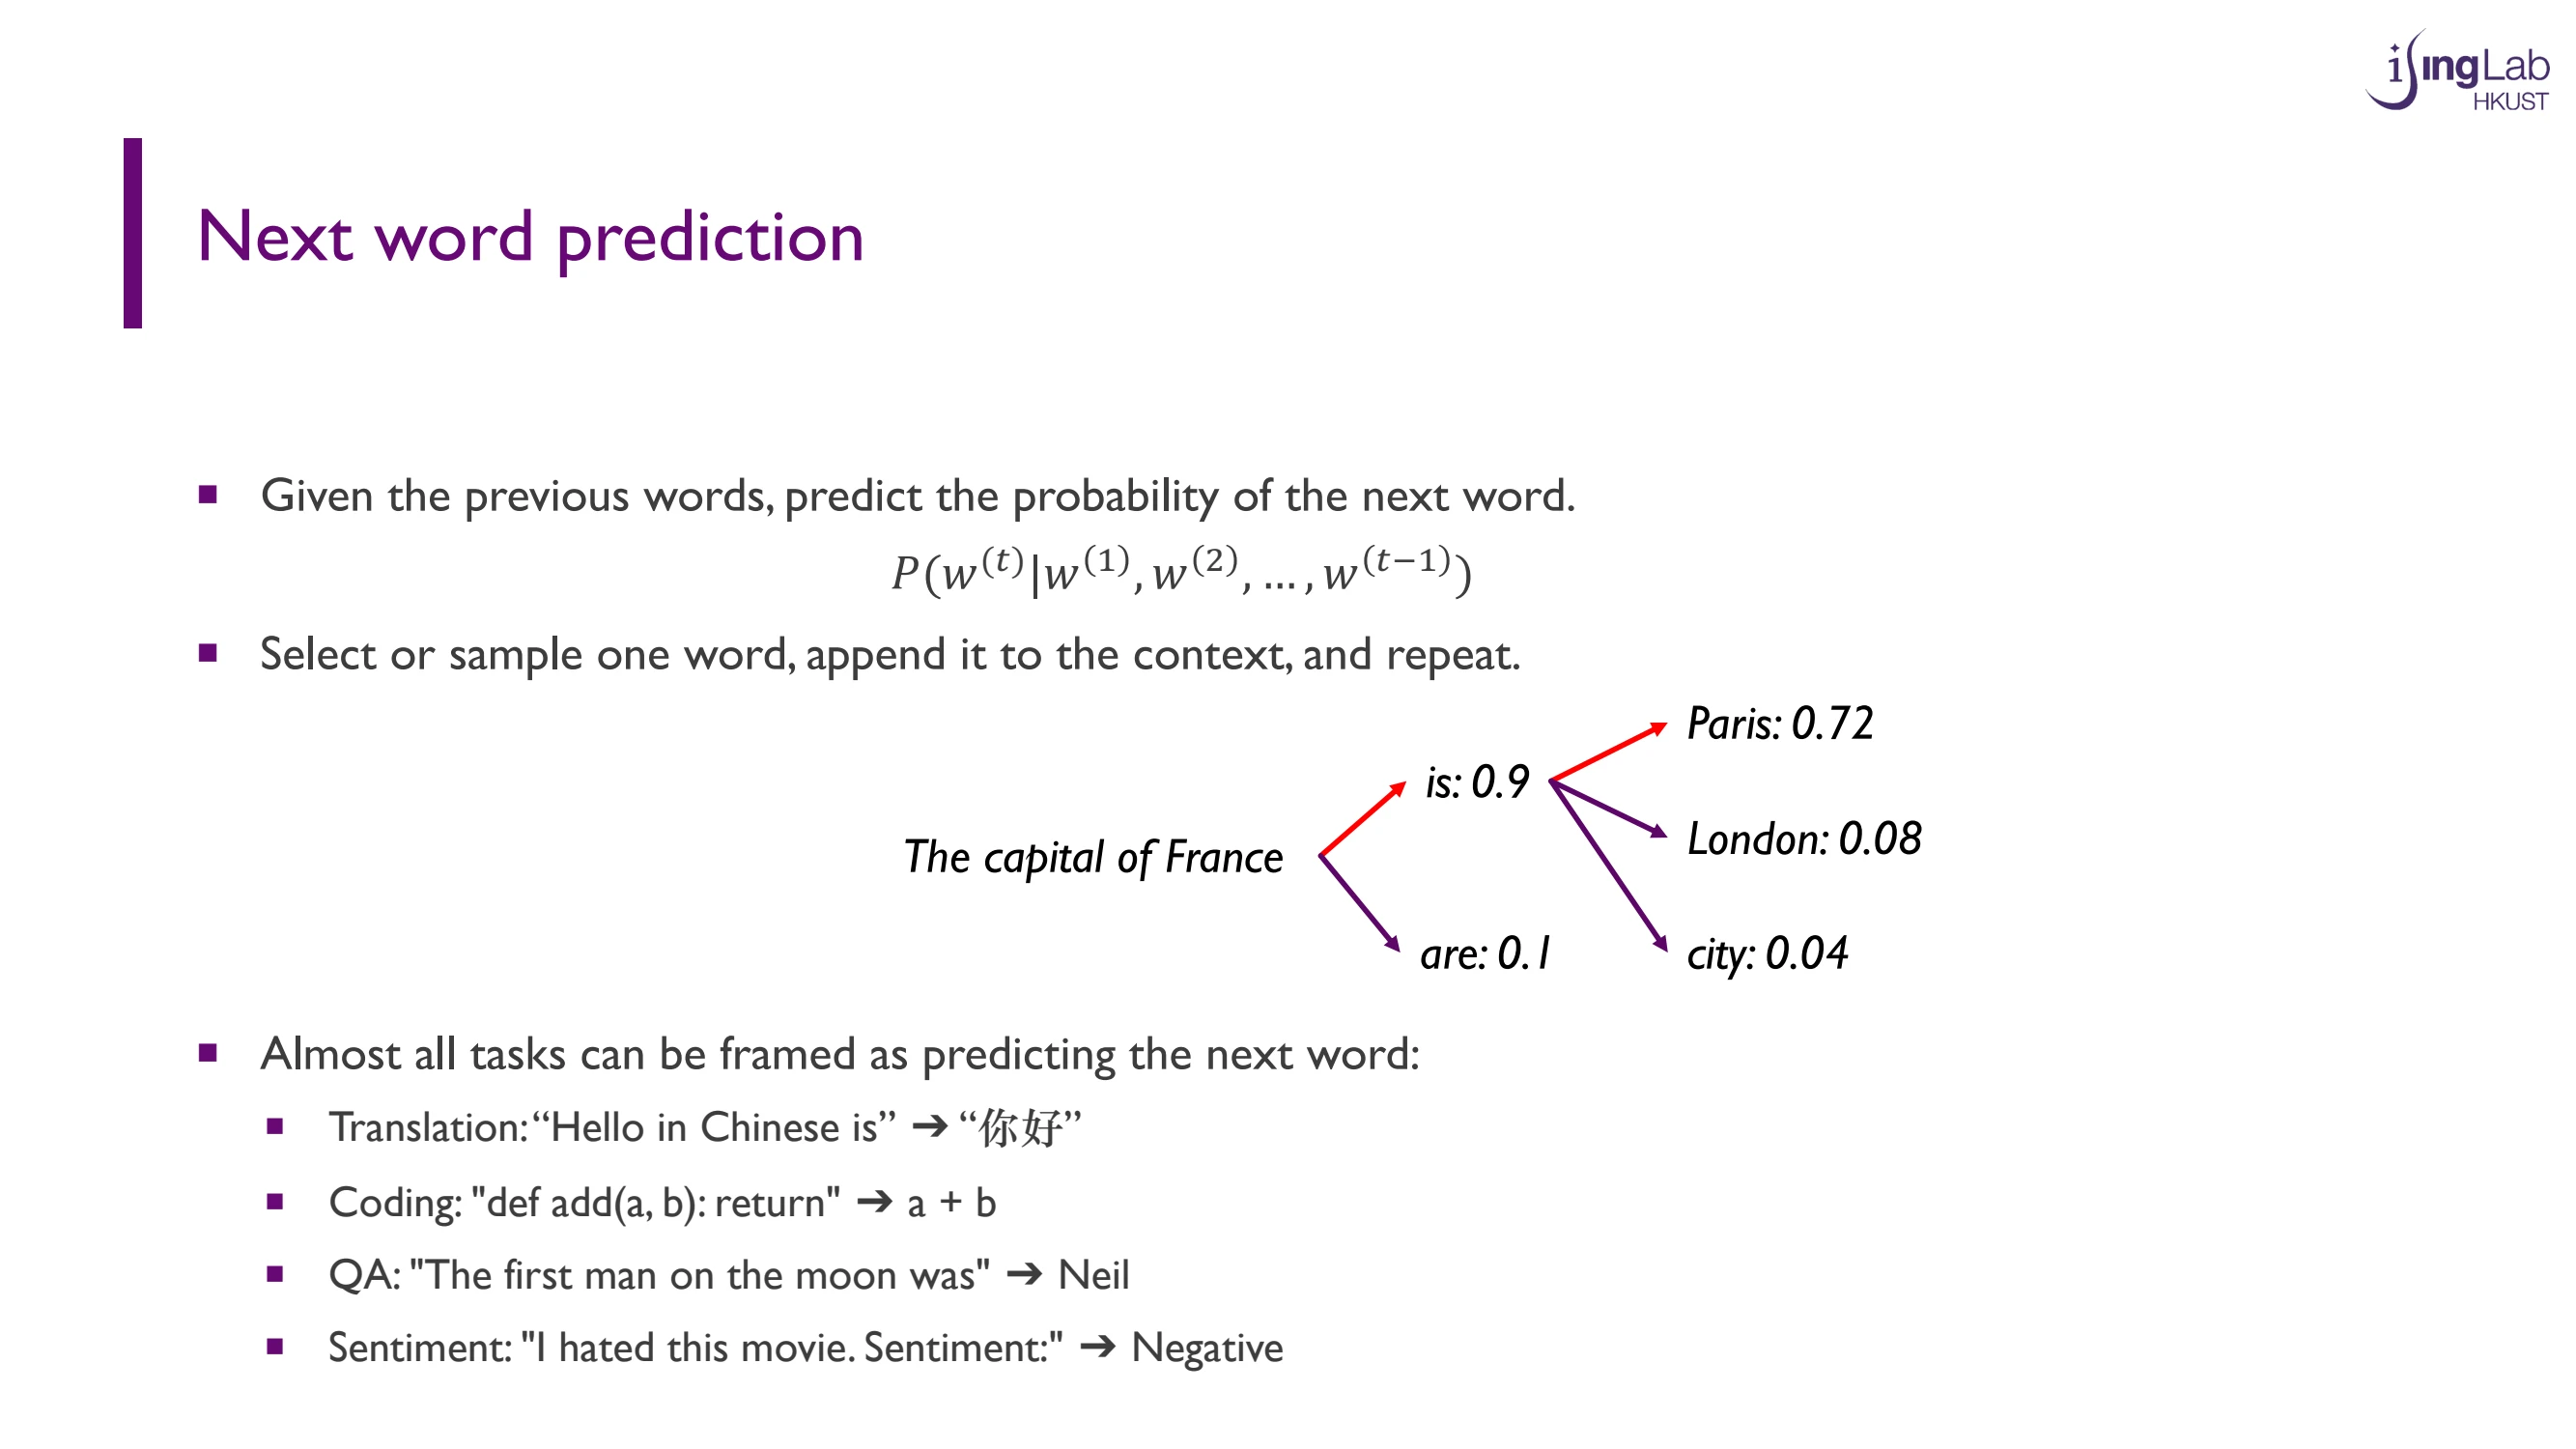 iSingLab
HKUST
Next word prediction
▪ Given the previous words, predict the probability of the next word.
P(w^(t)|w^(1), w^(2), … , w^(t−1))
▪ Select or sample one word, append it to the context, and repeat.
Paris: 0.72
is: 0.9
London: 0.08
The capital of France
are: 0.1
city: 0.04
▪ Almost all tasks can be framed as predicting the next word:
▪ Translation: “Hello in Chinese is” ➔ “你好”
▪ Coding: "def add(a, b): return" ➔ a + b
▪ QA: "The first man on the moon was" ➔ Neil
▪ Sentiment: "I hated this movie. Sentiment:" ➔ Negative